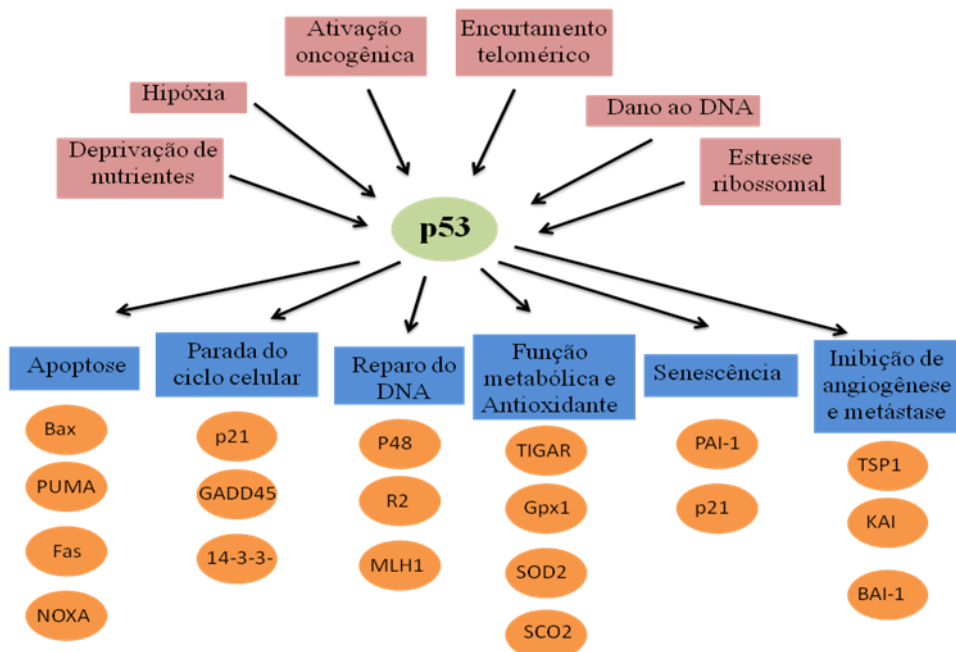 Ativação
oncogênica
Encurtamento
telomérico
Hipóxia
Dano ao DNA
Deprivação de
nutrientes
Estresse
ribossomal
p53
Apoptose
Parada do
ciclo celular
Reparo do
DNA
Função
metabólica e
Antioxidante
Senescência
Inibição de
angiogênese
e metástase
Bax
PUMA
Fas
NOXA
p21
GADD45
14-3-3-
P48
R2
MLH1
TIGAR
Gpx1
SOD2
SCO2
PAI-1
p21
TSP1
KAI
BAI-1